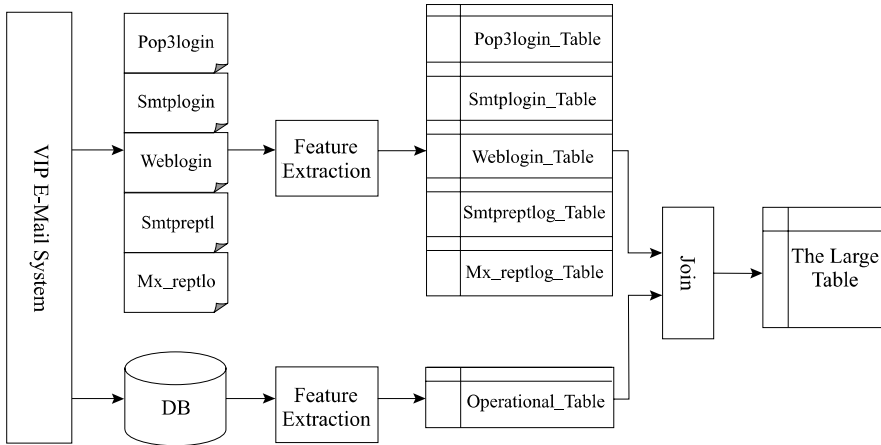 VIP E-Mail System
Pop3login
Smtplogin
Weblogin
Smtpreptl
Mx_reptlo
Feature
Extraction
Pop3login_Table
Smtplogin_Table
Weblogin_Table
Smtpreptlog_Table
Mx_reptlog_Table
DB
Feature
Extraction
Operational_Table
Join
The Large
Table